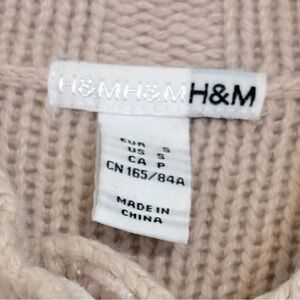 H&MH&MH&M
EUR S
US S
CA P
CN 165/84A
MADE IN
CHINA